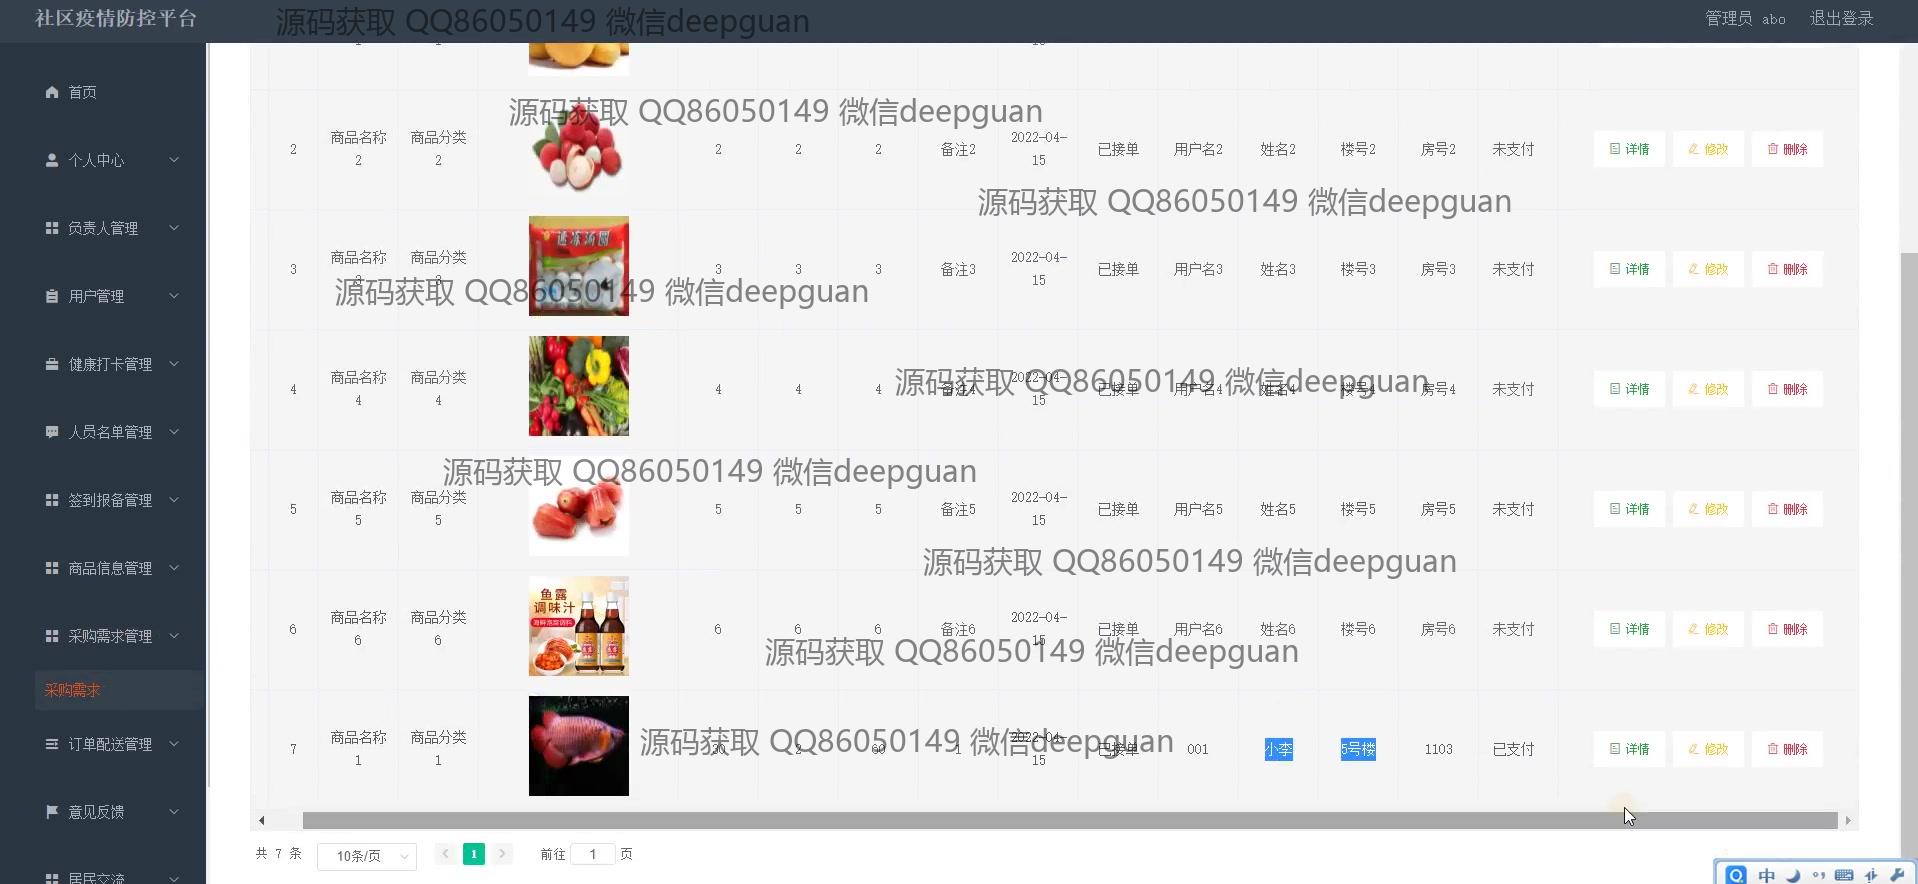 社区疫情防控平台
源码获取 QQ86050149 微信deepguan
管理员 abo 退出登录
首页
个人中心
负责人管理
用户管理
健康打卡管理
人员名单管理
签到报备管理
商品信息管理
采购需求管理
采购需求
订单配送管理
意见反馈
居民交流
源码获取 QQ86050149 微信deepguan
2 商品名称2 商品分类2 2 2 2 备注2 2022-04-15 已接单 用户名2 姓名2 楼号2 房号2 未支付 详情 修改 删除
源码获取 QQ86050149 微信deepguan
3 商品名称3 商品分类3 速冻汤圆 3 3 3 备注3 2022-04-15 已接单 用户名3 姓名3 楼号3 房号3 未支付 详情 修改 删除
源码获取 QQ86050149 微信deepguan
4 商品名称4 商品分类4 4 4 4 备注4 2022-04-15 已接单 用户名4 姓名4 楼号4 房号4 未支付 详情 修改 删除
源码获取 QQ86050149 微信deepguan
源码获取 QQ86050149 微信deepguan
5 商品名称5 商品分类5 5 5 5 备注5 2022-04-15 已接单 用户名5 姓名5 楼号5 房号5 未支付 详情 修改 删除
源码获取 QQ86050149 微信deepguan
6 商品名称6 商品分类6 鱼露 调味汁 6 6 6 备注6 2022-04-15 已接单 用户名6 姓名6 楼号6 房号6 未支付 详情 修改 删除
源码获取 QQ86050149 微信deepguan
7 商品名称1 商品分类1 30 2 60 1 2022-04-15 已接单 001 小李 5号楼 1103 已支付 详情 修改 删除
源码获取 QQ86050149 微信deepguan
共 7 条 10条/页 1 前往 1 页
中